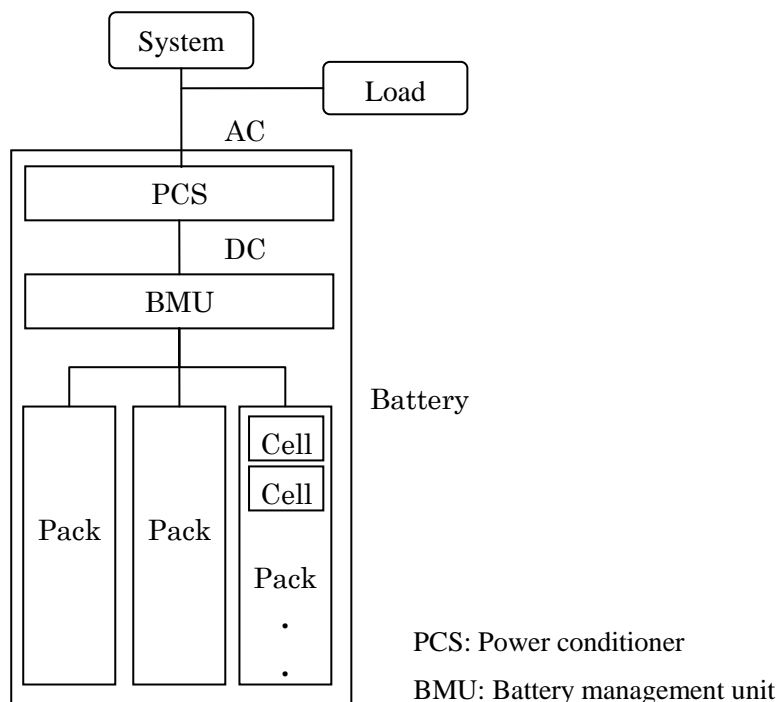 System
Load
AC
PCS
DC
BMU
Battery
Cell
Cell
Pack
Pack
Pack
.
.
PCS: Power conditioner
BMU: Battery management unit